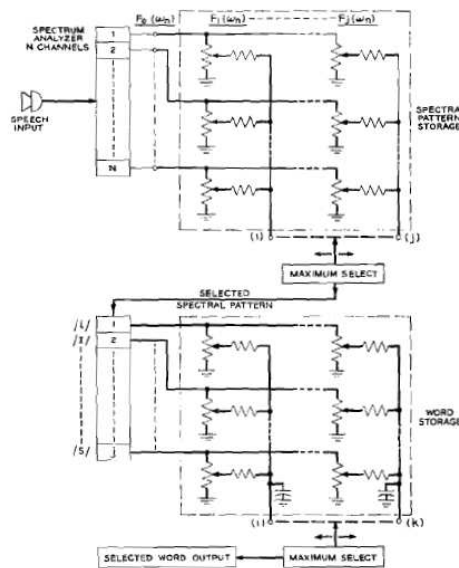 SPECTRUM
ANALYZER
N CHANNELS
F₀ (ωn)
F₁ (ωn)
Fⱼ (ωn)
1
2
N
SPEECH
INPUT
SPECTRAL
PATTERN
STORAGE
(1)
(j)
MAXIMUM SELECT
SELECTED
SPECTRAL PATTERN
/i/
1
/I/
2
/S/
WORD
STORAGE
(1)
(k)
SELECTED WORD OUTPUT
MAXIMUM SELECT